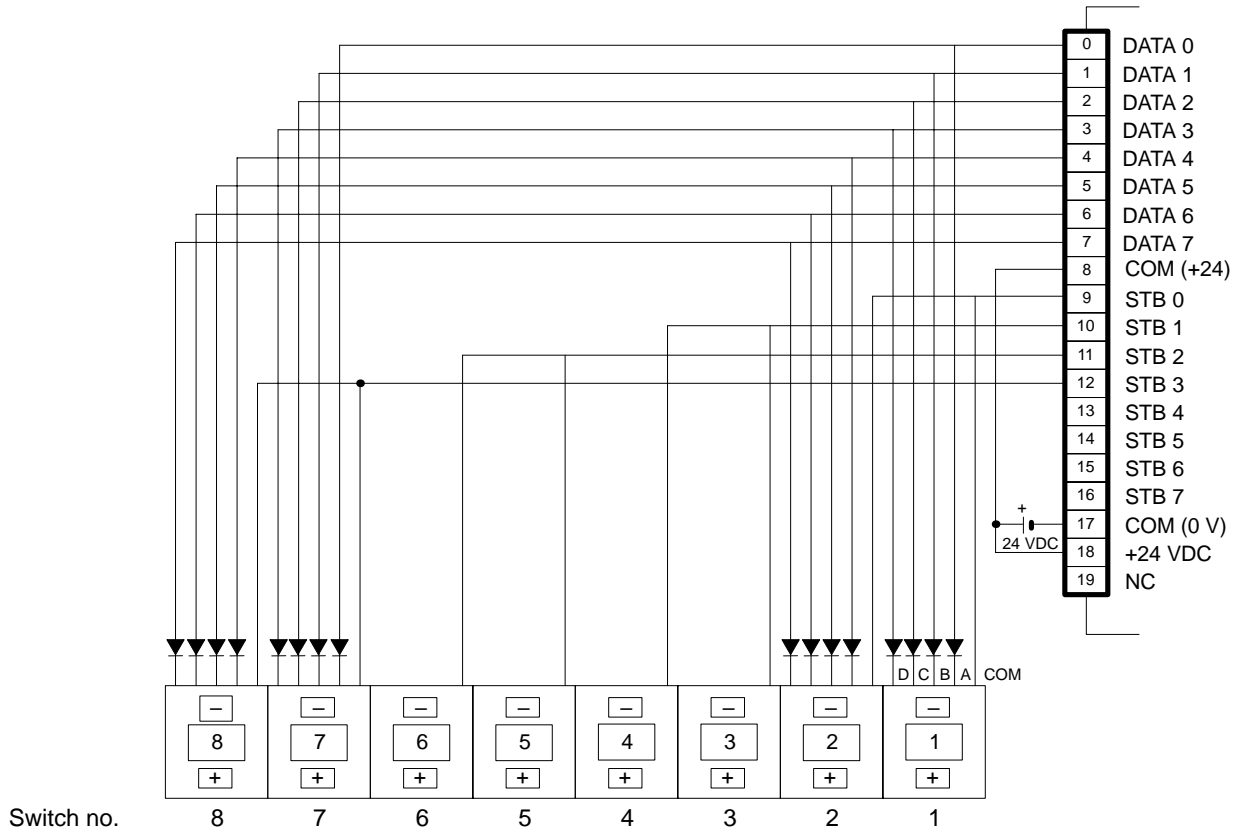 0 DATA 0
1 DATA 1
2 DATA 2
3 DATA 3
4 DATA 4
5 DATA 5
6 DATA 6
7 DATA 7
8 COM (+24)
9 STB 0
10 STB 1
11 STB 2
12 STB 3
13 STB 4
14 STB 5
15 STB 6
16 STB 7
+
17 COM (0 V)
24 VDC
18 +24 VDC
19 NC
D C B A COM
– – – – – – – –
8 7 6 5 4 3 2 1
+ + + + + + + +
Switch no. 8 7 6 5 4 3 2 1